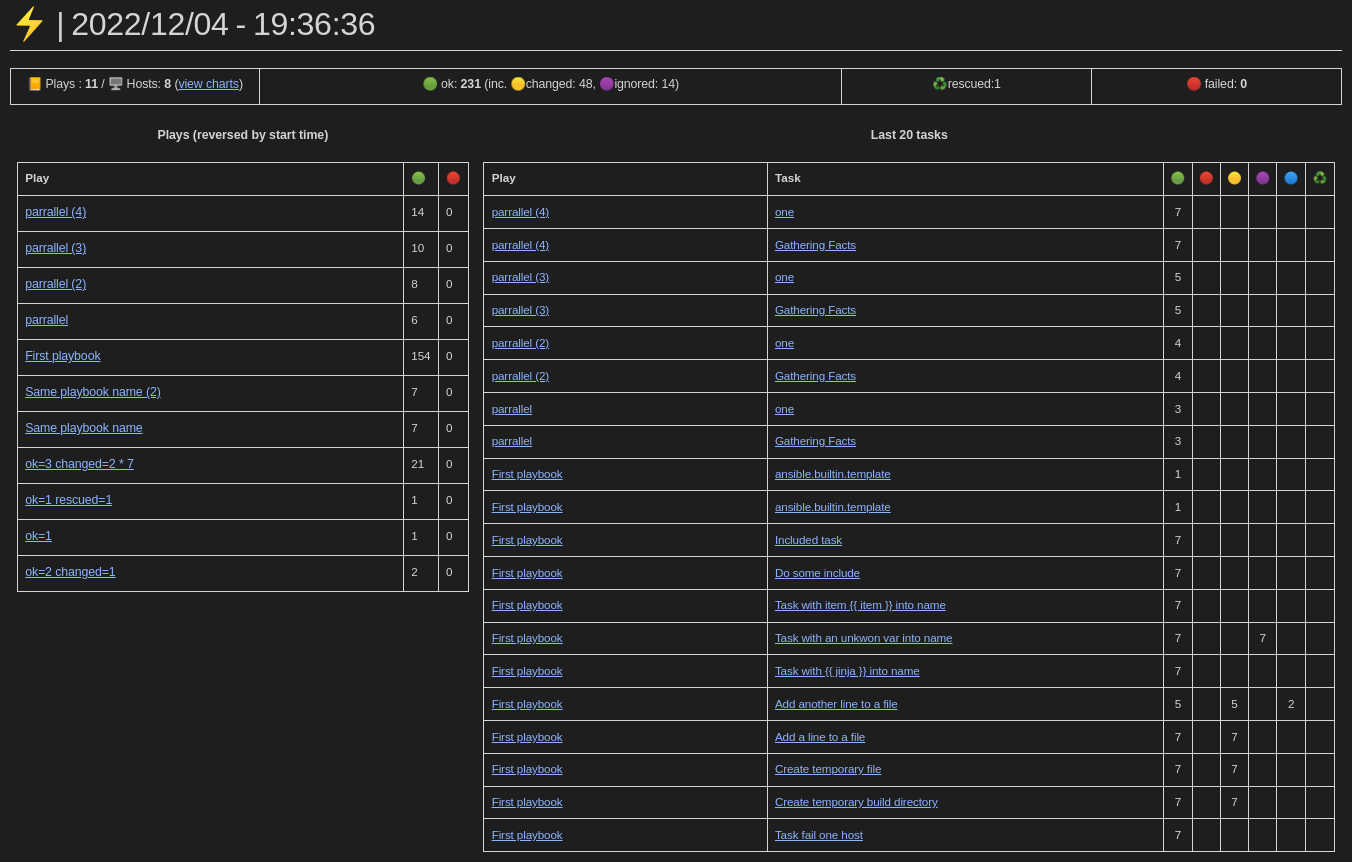 ⚡ | 2022/12/04 - 19:36:36
📒 Plays : 11 / 🖥️ Hosts: 8 (view charts)
🟢 ok: 231 (inc. 🟡changed: 48, 🟣ignored: 14)
♻️rescued:1
🔴 failed: 0
Plays (reversed by start time)
Play 🟢 🔴
parrallel (4) 14 0
parrallel (3) 10 0
parrallel (2) 8 0
parrallel 6 0
First playbook 154 0
Same playbook name (2) 7 0
Same playbook name 7 0
ok=3 changed=2 * 7 21 0
ok=1 rescued=1 1 0
ok=1 1 0
ok=2 changed=1 2 0
Last 20 tasks
Play Task 🟢 🔴 🟡 🟣 🔵 ♻️
parrallel (4) one 7
parrallel (4) Gathering Facts 7
parrallel (3) one 5
parrallel (3) Gathering Facts 5
parrallel (2) one 4
parrallel (2) Gathering Facts 4
parrallel one 3
parrallel Gathering Facts 3
First playbook ansible.builtin.template 1
First playbook ansible.builtin.template 1
First playbook Included task 7
First playbook Do some include 7
First playbook Task with item {{ item }} into name 7
First playbook Task with an unkwon var into name 7 7
First playbook Task with {{ jinja }} into name 7
First playbook Add another line to a file 5 5 2
First playbook Add a line to a file 7 7
First playbook Create temporary file 7 7
First playbook Create temporary build directory 7 7
First playbook Task fail one host 7